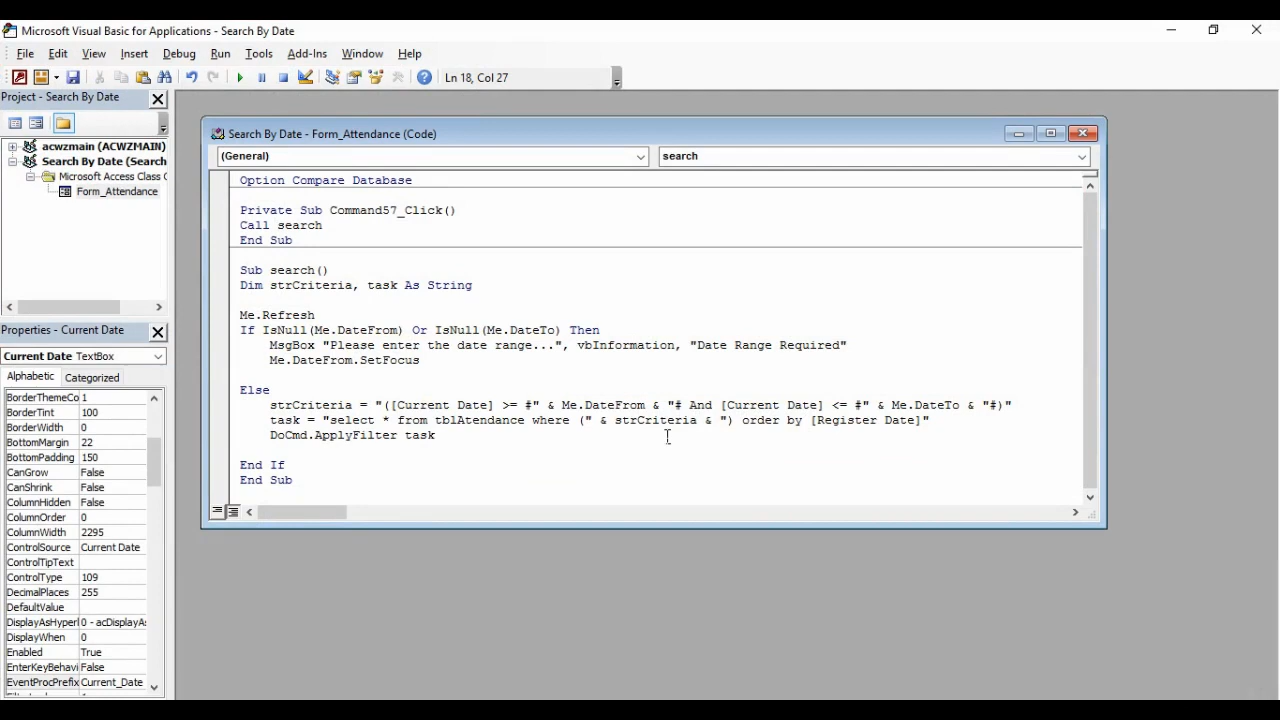 Microsoft Visual Basic for Applications - Search By Date
File Edit View Insert Debug Run Tools Add-Ins Window Help
Ln 18, Col 27
Project - Search By Date
acwzmain (ACWZMAIN)
Search By Date (Search
Microsoft Access Class C
Form_Attendance
Search By Date - Form_Attendance (Code)
(General) search
Option Compare Database
Private Sub Command57_Click()
Call search
End Sub
Sub search()
Dim strCriteria, task As String
Me.Refresh
If IsNull(Me.DateFrom) Or IsNull(Me.DateTo) Then
MsgBox "Please enter the date range...", vbInformation, "Date Range Required"
Me.DateFrom.SetFocus
Else
strCriteria = "([Current Date] >= #" & Me.DateFrom & "# And [Current Date] <= #" & Me.DateTo & "#)"
task = "select * from tblAtendance where (" & strCriteria & ") order by [Register Date]"
DoCmd.ApplyFilter task
End If
End Sub
Properties - Current Date
Current Date TextBox
Alphabetic Categorized
BorderThemeCo 1
BorderTint 100
BorderWidth 0
BottomMargin 22
BottomPadding 150
CanGrow False
CanShrink False
ColumnHidden False
ColumnOrder 0
ColumnWidth 2295
ControlSource Current Date
ControlTipText
ControlType 109
DecimalPlaces 255
DefaultValue
DisplayAsHyperl 0 - acDisplayAs
DisplayWhen 0
Enabled True
EnterKeyBehavi False
EventProcPrefix Current_Date